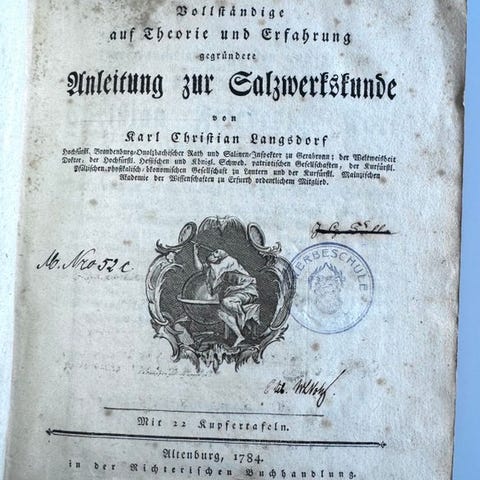 Vollständige
auf Theorie und Erfahrung
gegründete
Anleitung zur Salzwerkskunde
von
Karl Christian Langsdorf
Hochfürstl. Brandenburg-Onolzbachischer Rath und Salinen-Inspektor zu Gerabronn; der Weltweisheit
Doktor, der Hochfürstl. Hessischen und Königl. Schwed. patriotischen Gesellschaften, der Kurfürstl.
Pfälzischen physikalisch-ökonomischen Gesellschaft zu Lautern und der Kurfürstl. Mainzischen
Akademie der Wissenschaften zu Erfurth ordentlichem Mitglied.
M. Nro 52 c.
ERBESCHULE
Mit 22 Kupfertafeln.
Altenburg, 1784.
in der Richterischen Buchhandlung.